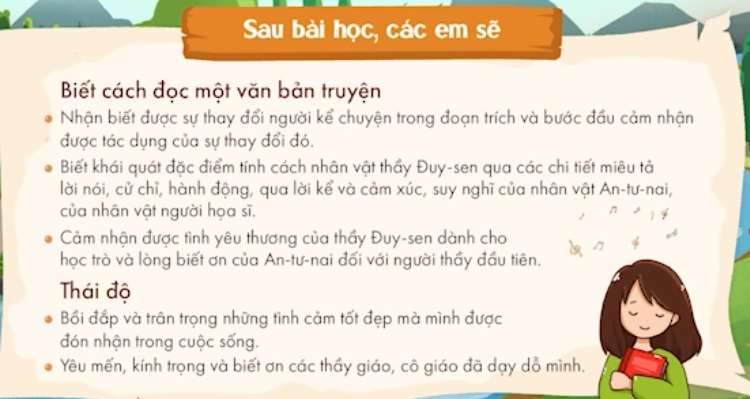 Sau bài học, các em sẽ
Biết cách đọc một văn bản truyện
Nhận biết được sự thay đổi người kể chuyện trong đoạn trích và bước đầu cảm nhận
được tác dụng của sự thay đổi đó.
Biết khái quát đặc điểm tính cách nhân vật thầy Đuy-sen qua các chi tiết miêu tả
lời nói, cử chỉ, hành động, qua lời kể và cảm xúc, suy nghĩ của nhân vật An-tư-nai,
của nhân vật người họa sĩ.
Cảm nhận được tình yêu thương của thầy Đuy-sen dành cho
học trò và lòng biết ơn của An-tư-nai đối với người thầy đầu tiên.
Thái độ
Bồi đắp và trân trọng những tình cảm tốt đẹp mà mình được
đón nhận trong cuộc sống.
Yêu mến, kính trọng và biết ơn các thầy giáo, cô giáo đã dạy dỗ mình.